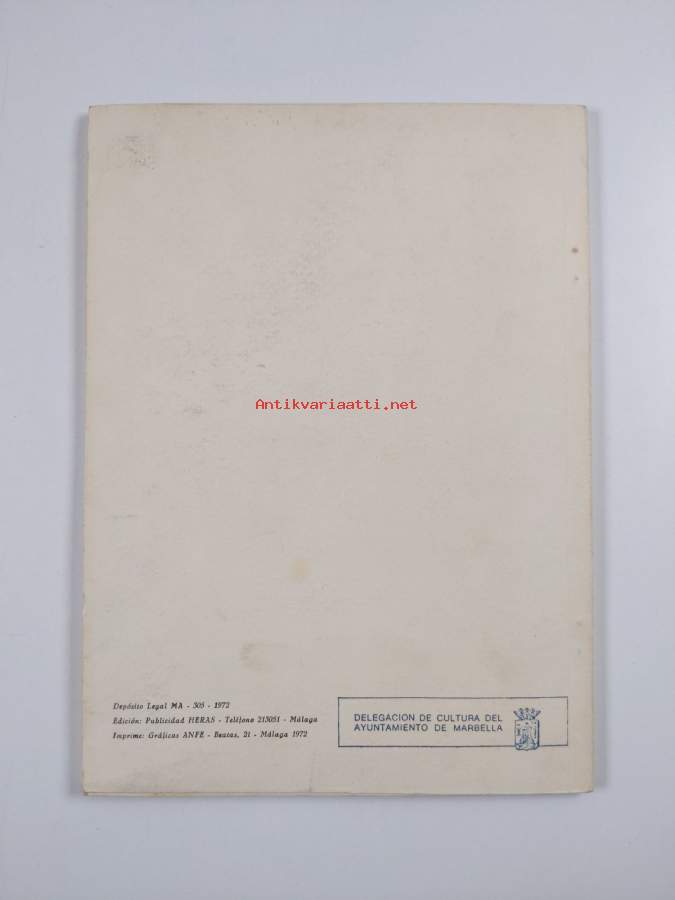 Antikvariaatti.net
Depósito Legal MA - 505 - 1972
Edición: Publicidad HERAS - Teléfono 213051 - Málaga
Imprime: Gráficas ANFE - Beatas, 21 - Málaga 1972
DELEGACION DE CULTURA DEL
AYUNTAMIENTO DE MARBELLA